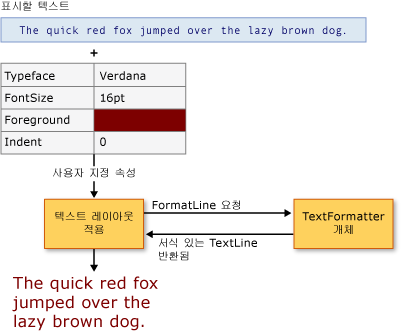 표시할 텍스트
The quick red fox jumped over the lazy brown dog.
+
Typeface Verdana
FontSize 16pt
Foreground
Indent 0
사용자 지정 속성
텍스트 레이아웃
적용
FormatLine 요청
TextFormatter
개체
서식 있는 TextLine
반환됨
The quick red fox
jumped over the
lazy brown dog.